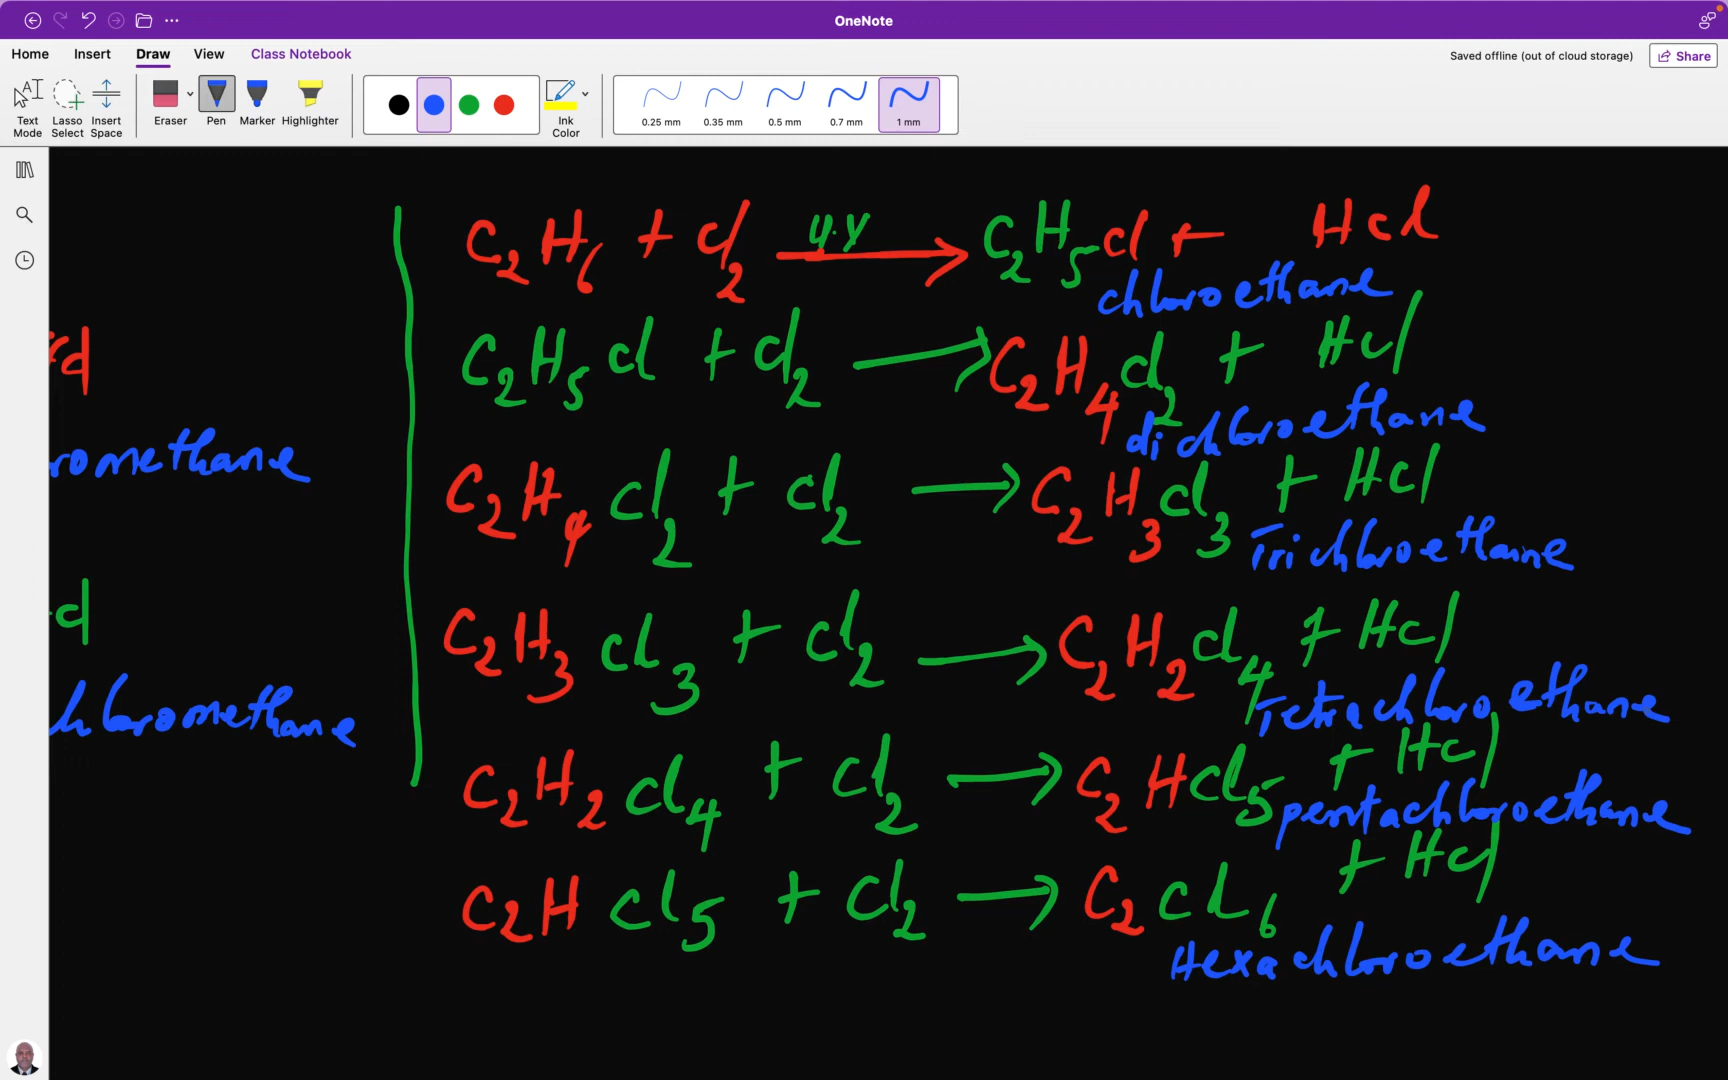 OneNote
Home Insert Draw View Class Notebook
Saved offline (out of cloud storage) Share
Text Mode Lasso Select Insert Space Eraser Pen Marker Highlighter Ink Color 0.25 mm 0.35 mm 0.5 mm 0.7 mm 1 mm
C₂H₆ + Cl₂ → C₂H₅Cl + HCl
chloroethane
C₂H₅Cl + Cl₂ → C₂H₄Cl₂ + HCl
dichloroethane
romethane
C₂H₄Cl₂ + Cl₂ → C₂H₃Cl₃ + HCl
Trichloroethane
C₂H₃Cl₃ + Cl₂ → C₂H₂Cl₄ + HCl
Tetrachloroethane
hloromethane
C₂H₂Cl₄ + Cl₂ → C₂HCl₅ + HCl
pentachloroethane
C₂HCl₅ + Cl₂ → C₂Cl₆ + HCl
Hexachloroethane